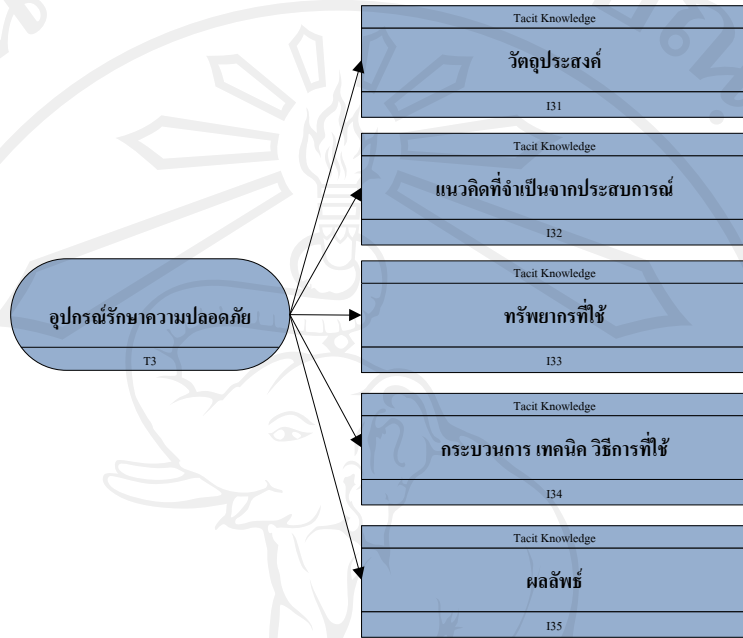 Tacit Knowledge
วัตถุประสงค์
I31
Tacit Knowledge
แนวคิดที่จำเป็นจากประสบการณ์
I32
อุปกรณ์รักษาความปลอดภัย
T3
Tacit Knowledge
ทรัพยากรที่ใช้
I33
Tacit Knowledge
กระบวนการ เทคนิค วิธีการที่ใช้
I34
Tacit Knowledge
ผลลัพธ์
I35